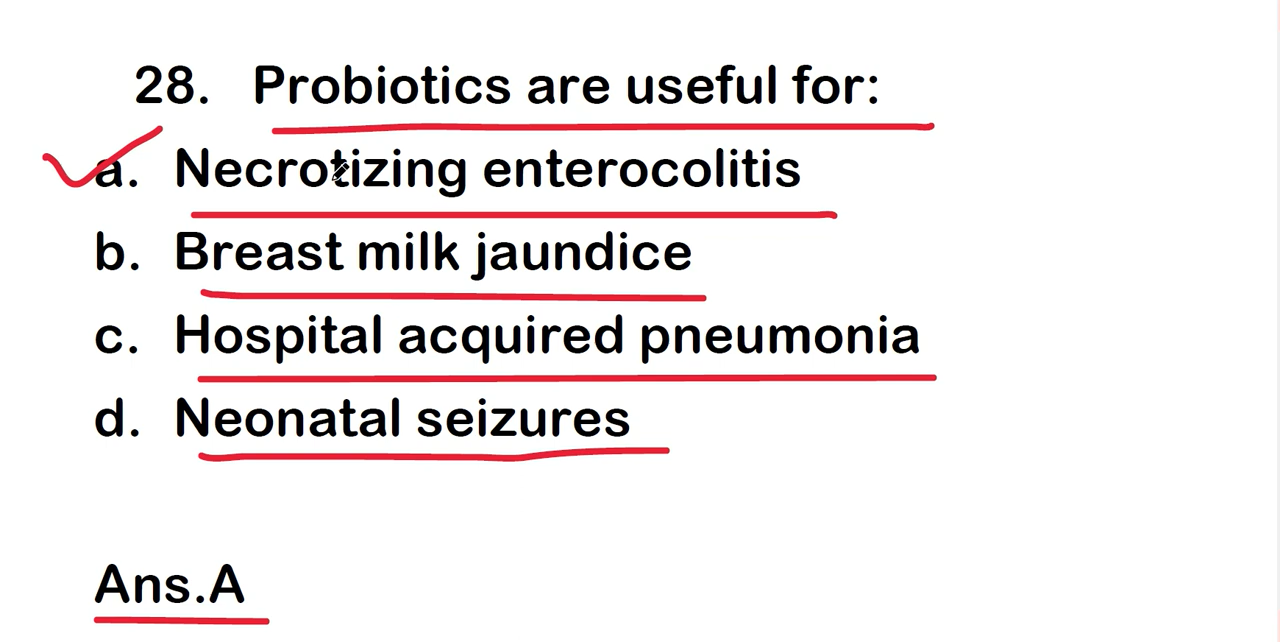 28. Probiotics are useful for:
a. Necrotizing enterocolitis
b. Breast milk jaundice
c. Hospital acquired pneumonia
d. Neonatal seizures
Ans.A